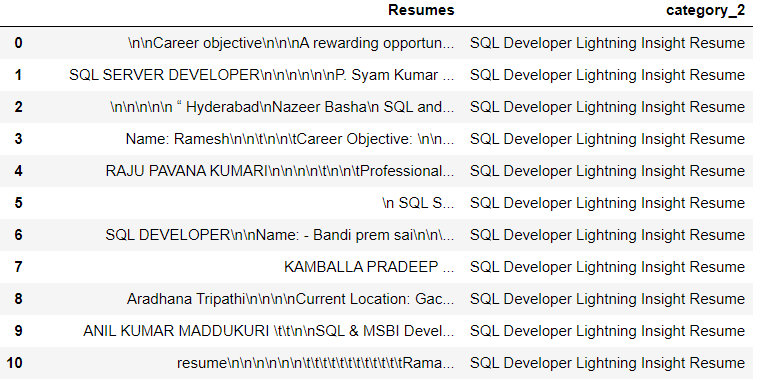 Resumes category_2
0 \n\nCareer objective\n\n\nA rewarding opportun... SQL Developer Lightning Insight Resume
1 SQL SERVER DEVELOPER\n\n\n\n\n\nP. Syam Kumar ... SQL Developer Lightning Insight Resume
2 \n\n\n\n\n “ Hyderabad\nNazeer Basha\n SQL and... SQL Developer Lightning Insight Resume
3 Name: Ramesh\n\n\t\n\n\tCareer Objective: \n\n... SQL Developer Lightning Insight Resume
4 RAJU PAVANA KUMARI\n\n\n\n\t\n\n\tProfessional... SQL Developer Lightning Insight Resume
5 \n SQL S... SQL Developer Lightning Insight Resume
6 SQL DEVELOPER\n\nName: - Bandi prem sai\n\n\... SQL Developer Lightning Insight Resume
7 KAMBALLA PRADEEP ... SQL Developer Lightning Insight Resume
8 Aradhana Tripathi\n\n\n\nCurrent Location: Gac... SQL Developer Lightning Insight Resume
9 ANIL KUMAR MADDUKURI \t\t\n\nSQL & MSBI Devel... SQL Developer Lightning Insight Resume
10 resume\n\n\n\n\n\n\t\t\t\t\t\t\t\t\t\t\tRama... SQL Developer Lightning Insight Resume